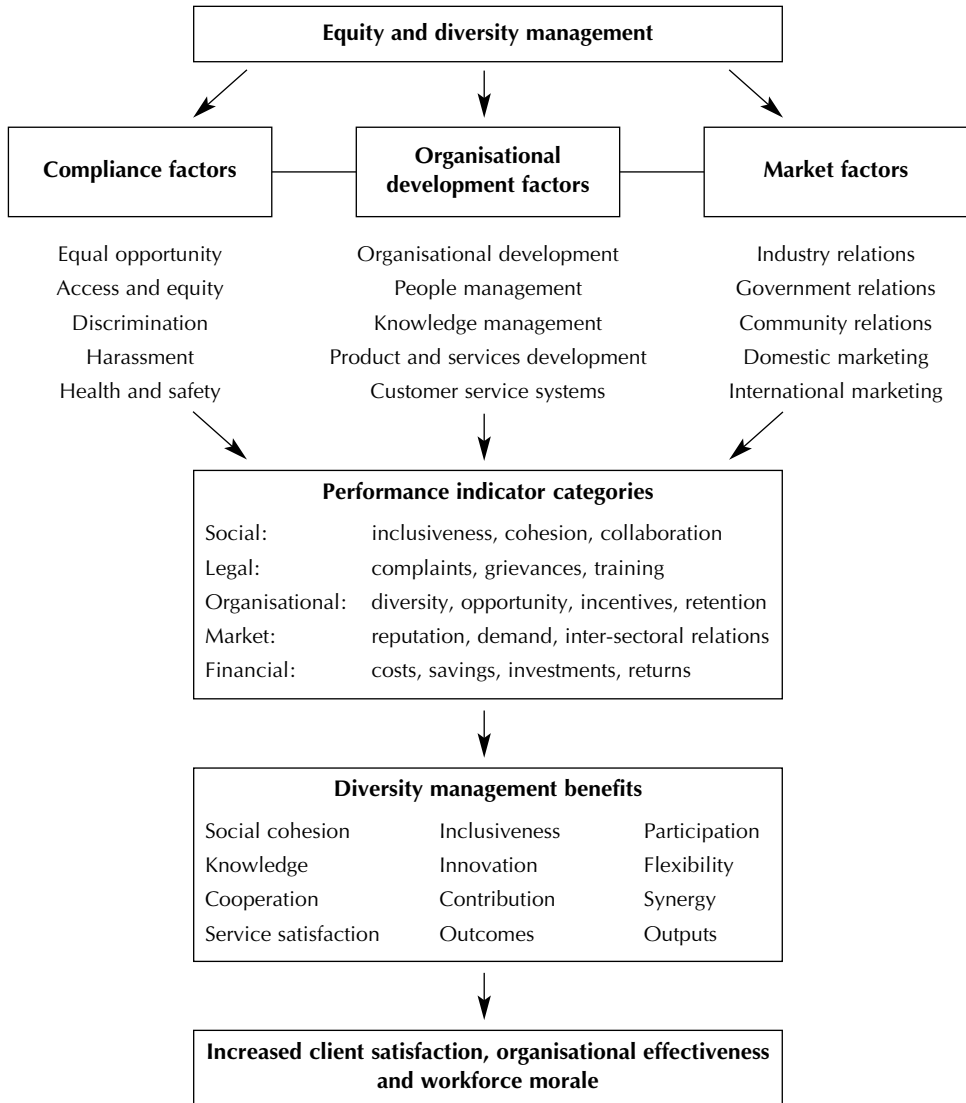 Equity and diversity management
Compliance factors
Organisational
development factors
Market factors
Equal opportunity
Access and equity
Discrimination
Harassment
Health and safety
Organisational development
People management
Knowledge management
Product and services development
Customer service systems
Industry relations
Government relations
Community relations
Domestic marketing
International marketing
Performance indicator categories
Social: inclusiveness, cohesion, collaboration
Legal: complaints, grievances, training
Organisational: diversity, opportunity, incentives, retention
Market: reputation, demand, inter-sectoral relations
Financial: costs, savings, investments, returns
Diversity management benefits
Social cohesion Inclusiveness Participation
Knowledge Innovation Flexibility
Cooperation Contribution Synergy
Service satisfaction Outcomes Outputs
Increased client satisfaction, organisational effectiveness
and workforce morale